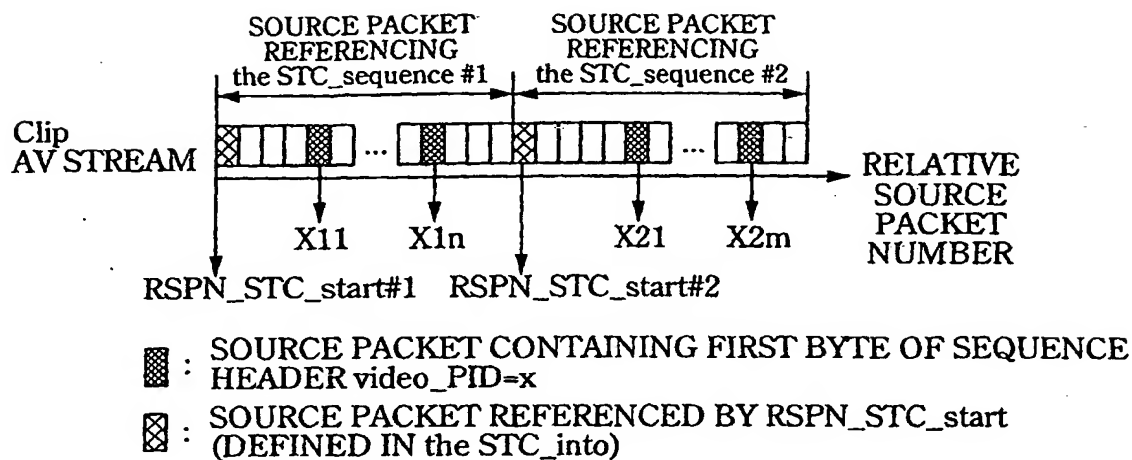 SOURCE PACKET
REFERENCING
the STC_sequence #1
SOURCE PACKET
REFERENCING
the STC_sequence #2
Clip
AV STREAM
...
...
RELATIVE
SOURCE
PACKET
NUMBER
X11
X1n
X21
X2m
RSPN_STC_start#1
RSPN_STC_start#2
: SOURCE PACKET CONTAINING FIRST BYTE OF SEQUENCE
HEADER video_PID=x
: SOURCE PACKET REFERENCED BY RSPN_STC_start
(DEFINED IN the STC_into)